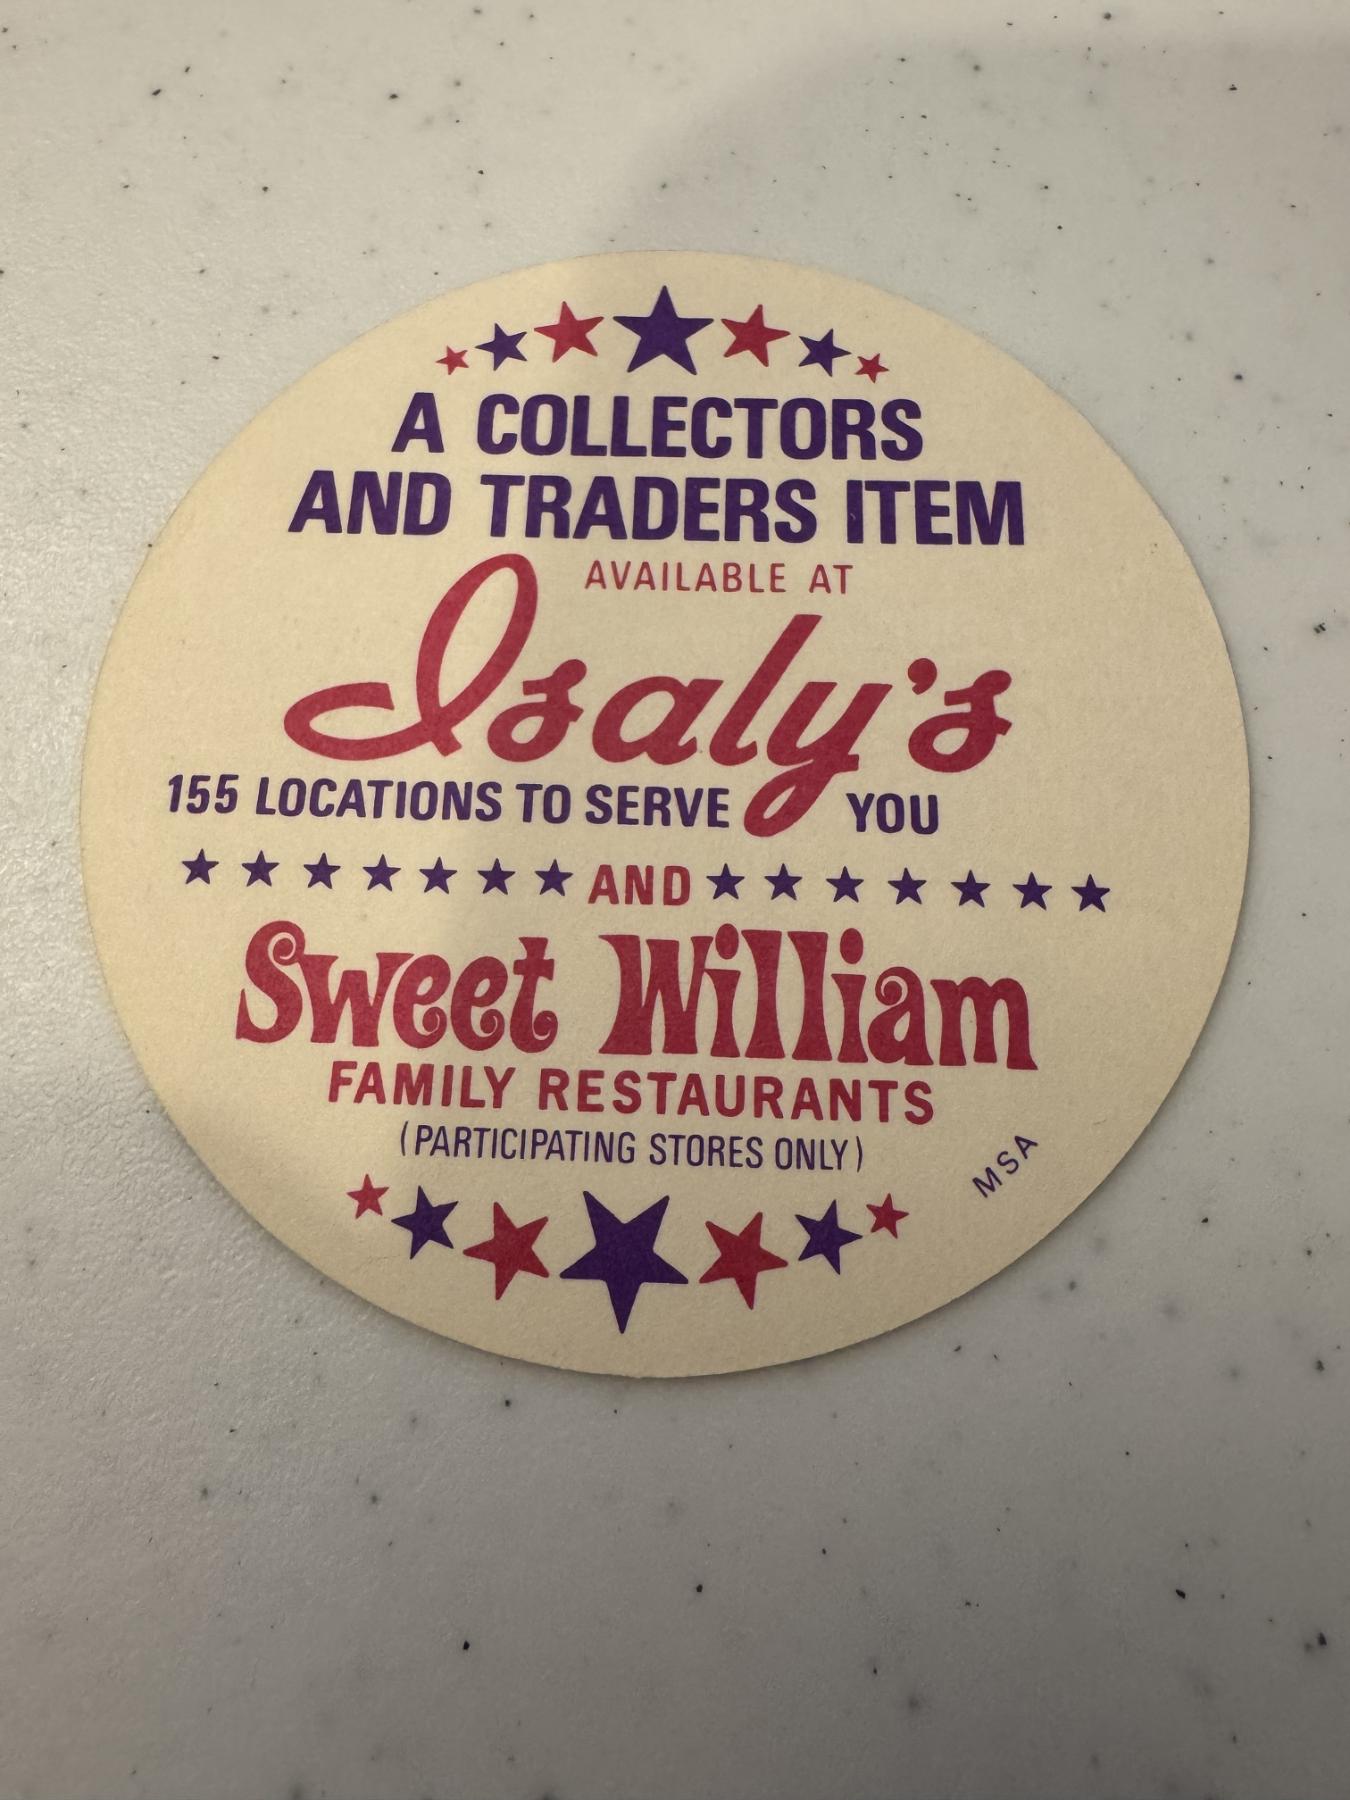 A COLLECTORS
AND TRADERS ITEM
AVAILABLE AT
Isaly's
155 LOCATIONS TO SERVE YOU
AND
Sweet William
FAMILY RESTAURANTS
(PARTICIPATING STORES ONLY)
MSA